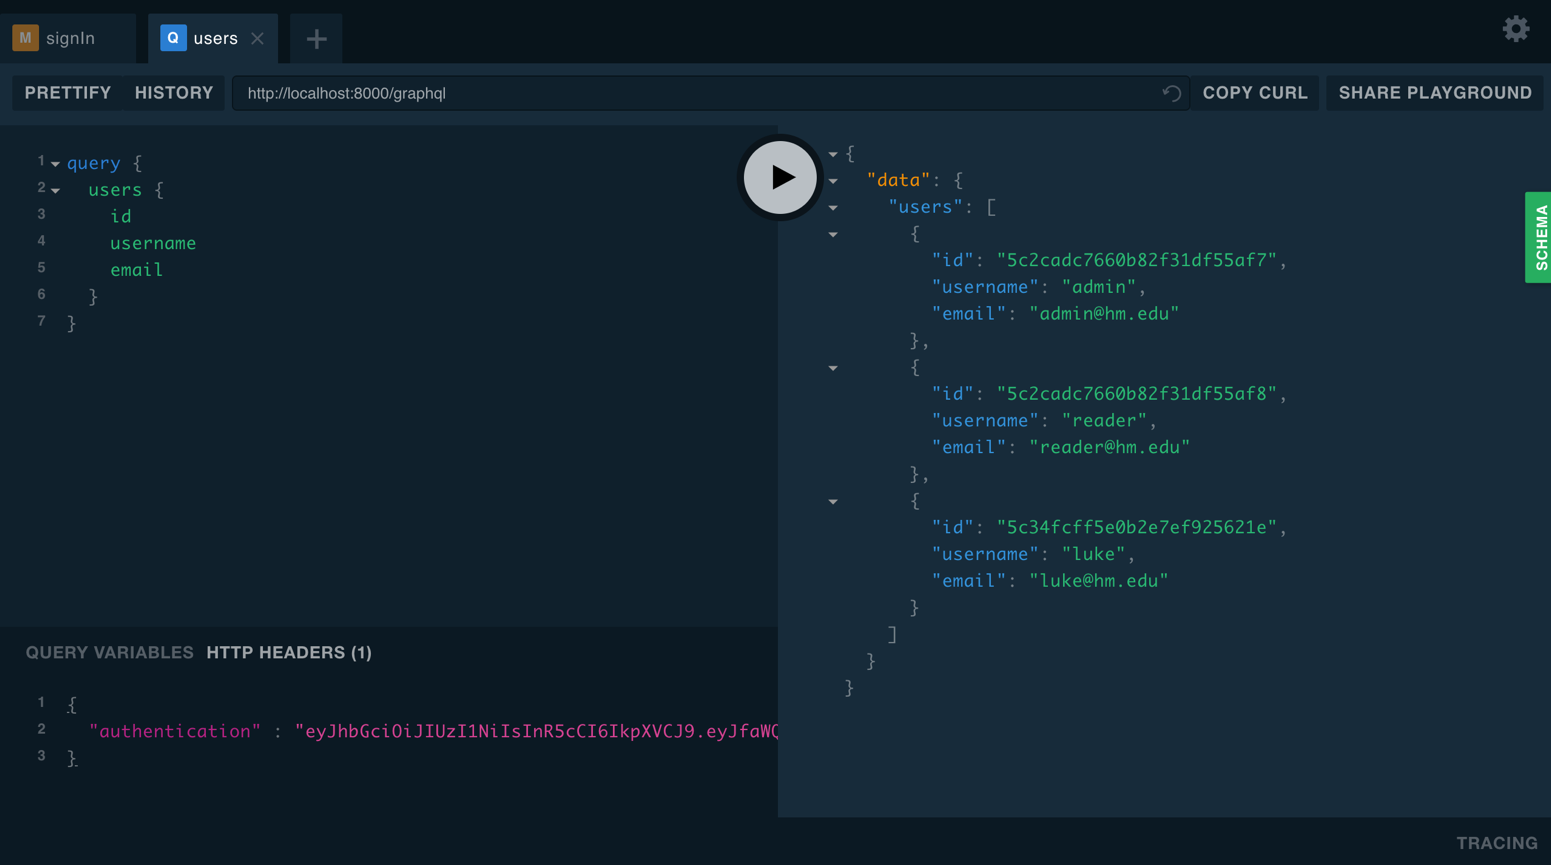 M signIn
Q users
PRETTIFY HISTORY http://localhost:8000/graphql COPY CURL SHARE PLAYGROUND
1 query {
2 users {
3 id
4 username
5 email
6 }
7 }
QUERY VARIABLES HTTP HEADERS (1)
1 {
2 "authentication" : "eyJhbGciOiJIUzI1NiIsInR5cCI6IkpXVCJ9.eyJfaWQ
3 }
{
"data": {
"users": [
{
"id": "5c2cadc7660b82f31df55af7",
"username": "admin",
"email": "admin@hm.edu"
},
{
"id": "5c2cadc7660b82f31df55af8",
"username": "reader",
"email": "reader@hm.edu"
},
{
"id": "5c34fcff5e0b2e7ef925621e",
"username": "luke",
"email": "luke@hm.edu"
}
]
}
}
SCHEMA
TRACING